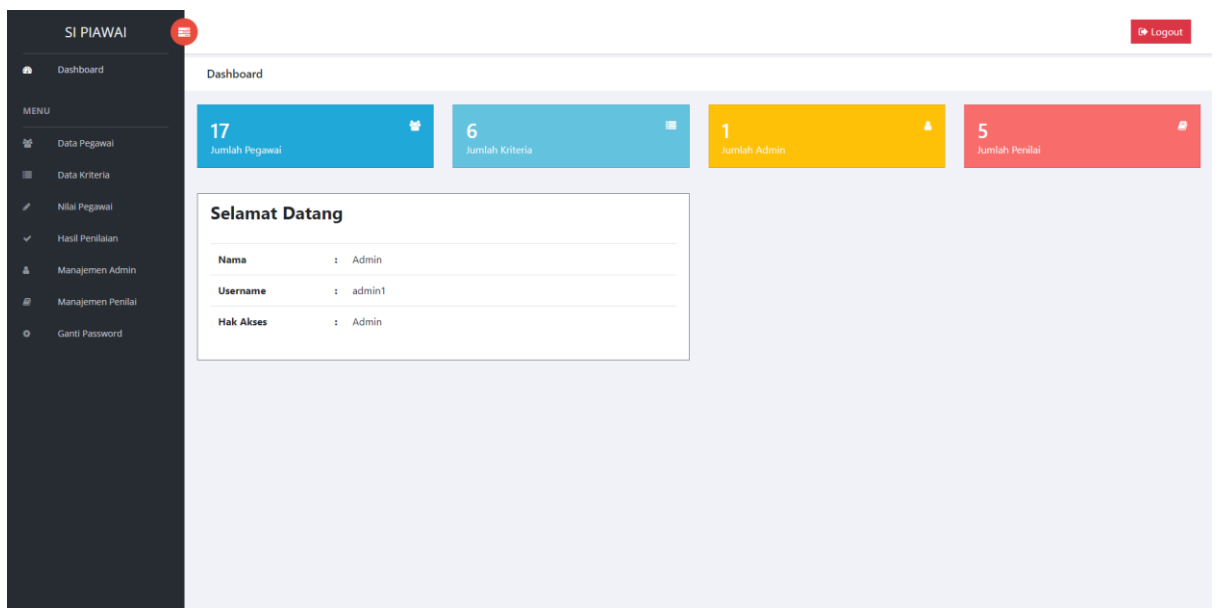 SI PIAWAI
Logout
Dashboard
Dashboard
MENU
Data Pegawai
Data Kriteria
Nilai Pegawai
Hasil Penilaian
Manajemen Admin
Manajemen Penilai
Ganti Password
17
Jumlah Pegawai
6
Jumlah Kriteria
1
Jumlah Admin
5
Jumlah Penilai
Selamat Datang
Nama : Admin
Username : admin1
Hak Akses : Admin